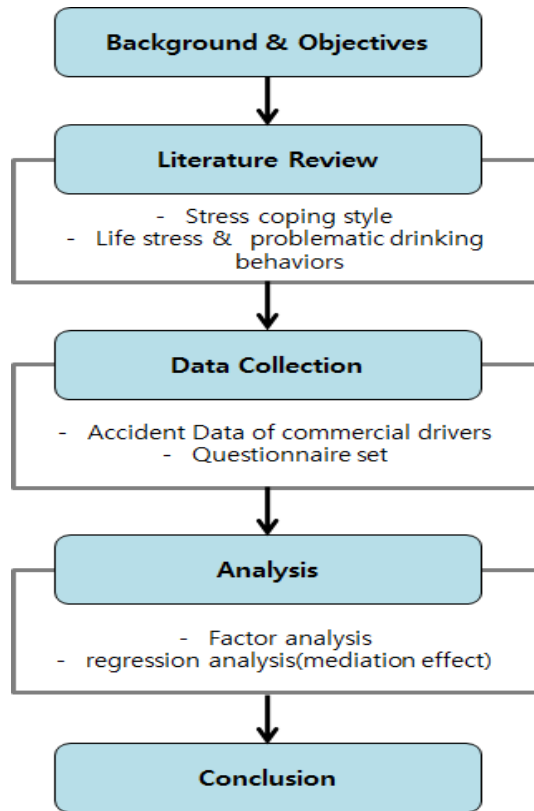 Background & Objectives
Literature Review
- Stress coping style
- Life stress & problematic drinking
behaviors
Data Collection
- Accident Data of commercial drivers
- Questionnaire set
Analysis
- Factor analysis
- regression analysis(mediation effect)
Conclusion